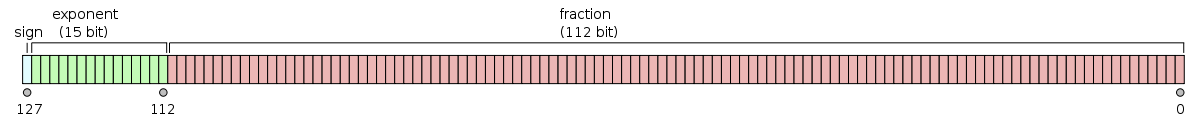 exponent
fraction
sign (15 bit)
(112 bit)
127
112
0